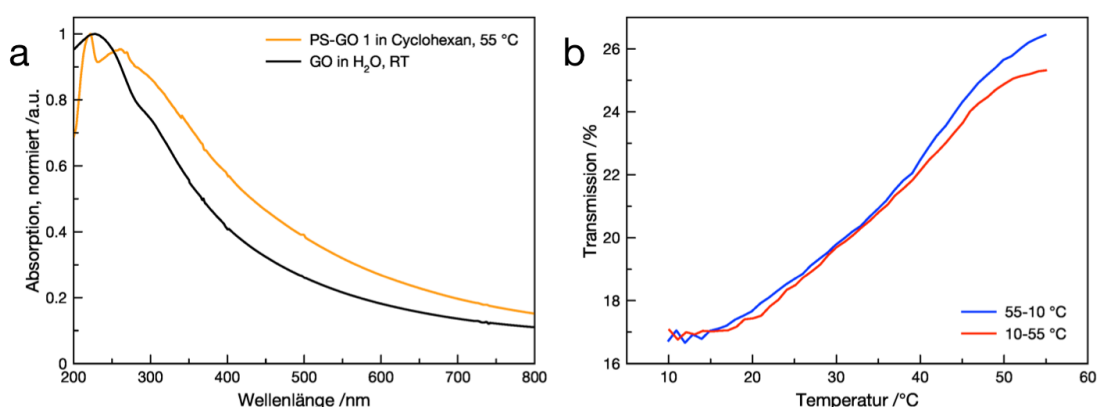 a
Absorption, normiert /a.u.
1
0.8
0.6
0.4
0.2
0
200
300
400
500
600
700
800
Wellenlänge /nm
PS-GO 1 in Cyclohexan, 55 °C
GO in H₂O, RT
b
Transmission /%
26
24
22
20
18
16
10
20
30
40
50
60
Temperatur /°C
55-10 °C
10-55 °C